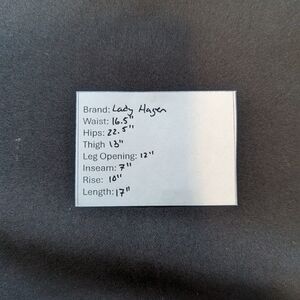 Brand: Lady Hagen
Waist: 16.5"
Hips: 22.5"
Thigh 13"
Leg Opening: 12"
Inseam: 7"
Rise: 10"
Length: 17"